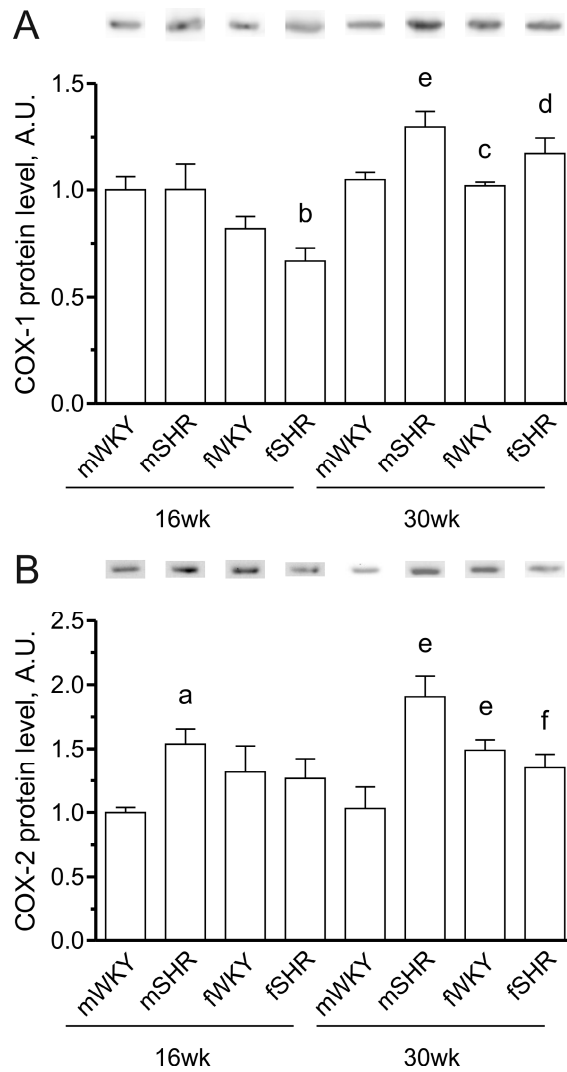 A
e
d
c
b
1.5
1.0
0.5
0.0
COX-1 protein level, A.U.
mWKY mSHR fWKY fSHR mWKY mSHR fWKY fSHR
16wk 30wk
B
e
a
e
f
2.5
2.0
1.5
1.0
0.5
0.0
COX-2 protein level, A.U.
mWKY mSHR fWKY fSHR mWKY mSHR fWKY fSHR
16wk 30wk